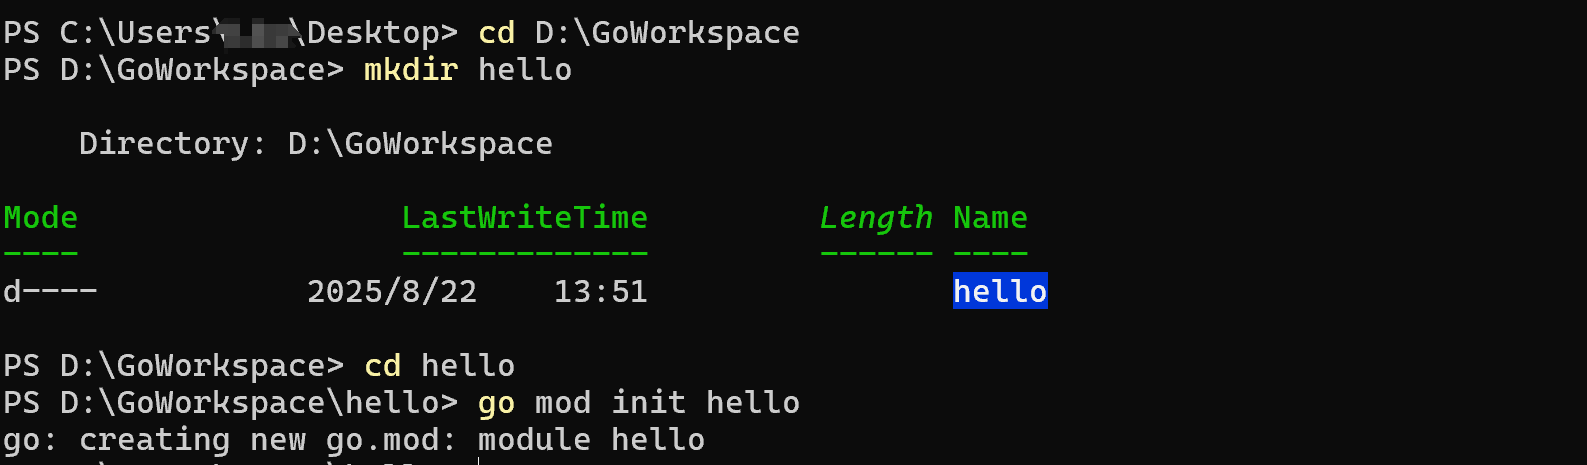 PS C:\Users\ \Desktop> cd D:\GoWorkspace
PS D:\GoWorkspace> mkdir hello
Directory: D:\GoWorkspace
Mode LastWriteTime Length Name
---- ------------- ------ ----
d---- 2025/8/22 13:51 hello
PS D:\GoWorkspace> cd hello
PS D:\GoWorkspace\hello> go mod init hello
go: creating new go.mod: module hello